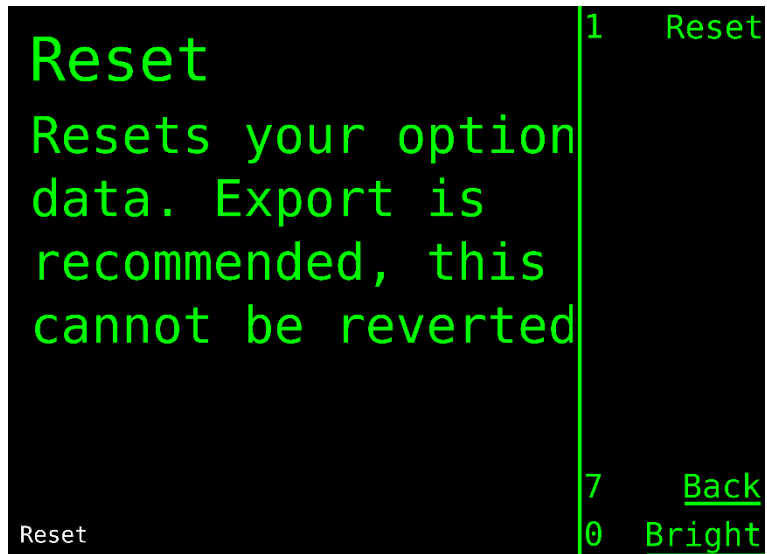 Reset
Resets your option
data. Export is
recommended, this
cannot be reverted
Reset
1 Reset
7 Back
0 Bright